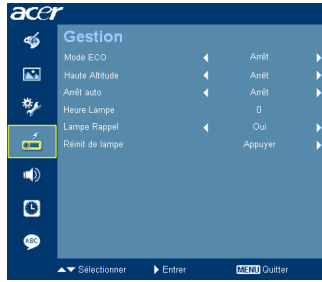 acer
Gestion
Mode ECO Arrêt
Haute Altitude Arrêt
Arrêt auto Arrêt
Heure Lampe 0
Lampe Rappel Oui
Réinit de lampe Appuyer
ABC
Sélectionner Entrer MENU Quitter